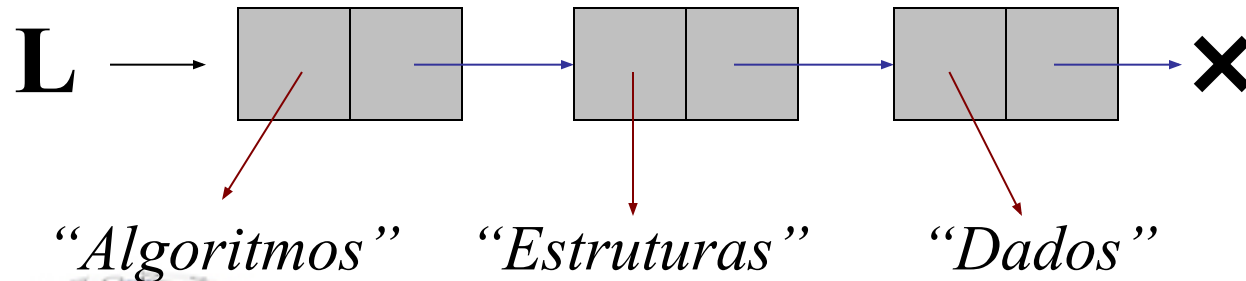 L ×
“Algoritmos” “Estruturas” “Dados”